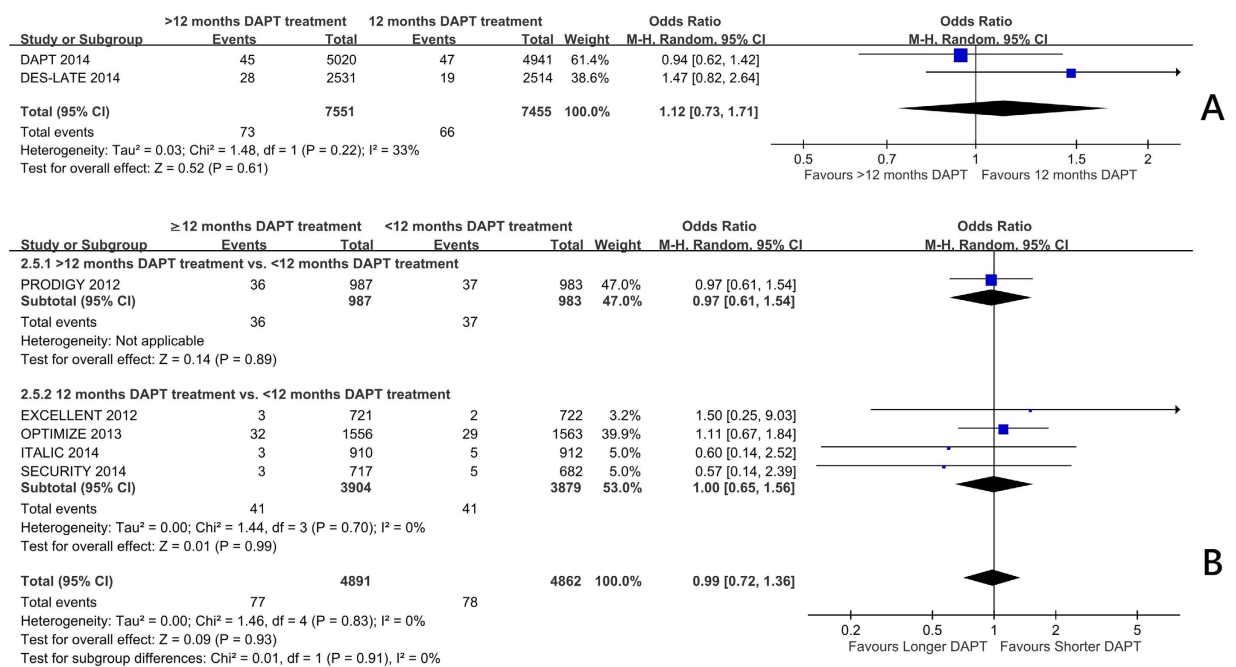 >12 months DAPT treatment 12 months DAPT treatment Odds Ratio Odds Ratio
Study or Subgroup Events Total Events Total Weight M-H, Random, 95% CI M-H, Random, 95% CI
DAPT 2014 45 5020 47 4941 61.4% 0.94 [0.62, 1.42]
DES-LATE 2014 28 2531 19 2514 38.6% 1.47 [0.82, 2.64]
Total (95% CI) 7551 7455 100.0% 1.12 [0.73, 1.71]
A
Total events 73 66
Heterogeneity: Tau² = 0.03; Chi² = 1.48, df = 1 (P = 0.22); I² = 33%
Test for overall effect: Z = 0.52 (P = 0.61)
0.5 0.7 1 1.5 2
Favours >12 months DAPT Favours 12 months DAPT
≥12 months DAPT treatment <12 months DAPT treatment Odds Ratio Odds Ratio
Study or Subgroup Events Total Events Total Weight M-H, Random, 95% CI M-H, Random, 95% CI
2.5.1 >12 months DAPT treatment vs. <12 months DAPT treatment
PRODIGY 2012 36 987 37 983 47.0% 0.97 [0.61, 1.54]
Subtotal (95% CI) 987 983 47.0% 0.97 [0.61, 1.54]
Total events 36 37
Heterogeneity: Not applicable
Test for overall effect: Z = 0.14 (P = 0.89)
2.5.2 12 months DAPT treatment vs. <12 months DAPT treatment
EXCELLENT 2012 3 721 2 722 3.2% 1.50 [0.25, 9.03]
OPTIMIZE 2013 32 1556 29 1563 39.9% 1.11 [0.67, 1.84]
ITALIC 2014 3 910 5 912 5.0% 0.60 [0.14, 2.52]
SECURITY 2014 3 717 5 682 5.0% 0.57 [0.14, 2.39]
Subtotal (95% CI) 3904 3879 53.0% 1.00 [0.65, 1.56]
Total events 41 41
Heterogeneity: Tau² = 0.00; Chi² = 1.44, df = 3 (P = 0.70); I² = 0%
Test for overall effect: Z = 0.01 (P = 0.99)
B
Total (95% CI) 4891 4862 100.0% 0.99 [0.72, 1.36]
Total events 77 78
Heterogeneity: Tau² = 0.00; Chi² = 1.46, df = 4 (P = 0.83); I² = 0%
Test for overall effect: Z = 0.09 (P = 0.93)
Test for subgroup differences: Chi² = 0.01, df = 1 (P = 0.91), I² = 0%
0.2 0.5 1 2 5
Favours Longer DAPT Favours Shorter DAPT